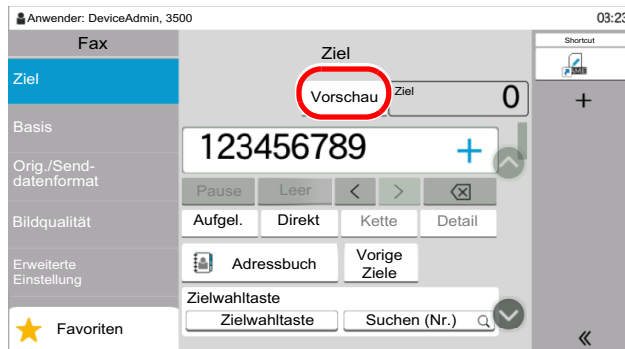 Anwender: DeviceAdmin, 3500
03:23
Fax
Ziel
Basis
Orig./Send-
datenformat
Bildqualität
Erweiterte
Einstellung
Favoriten
Ziel
Vorschau
Ziel
0
123456789
Pause
Leer
<
>
Aufgel.
Direkt
Kette
Detail
Adressbuch
Vorige
Ziele
Zielwahltaste
Zielwahltaste
Suchen (Nr.)
Shortcut